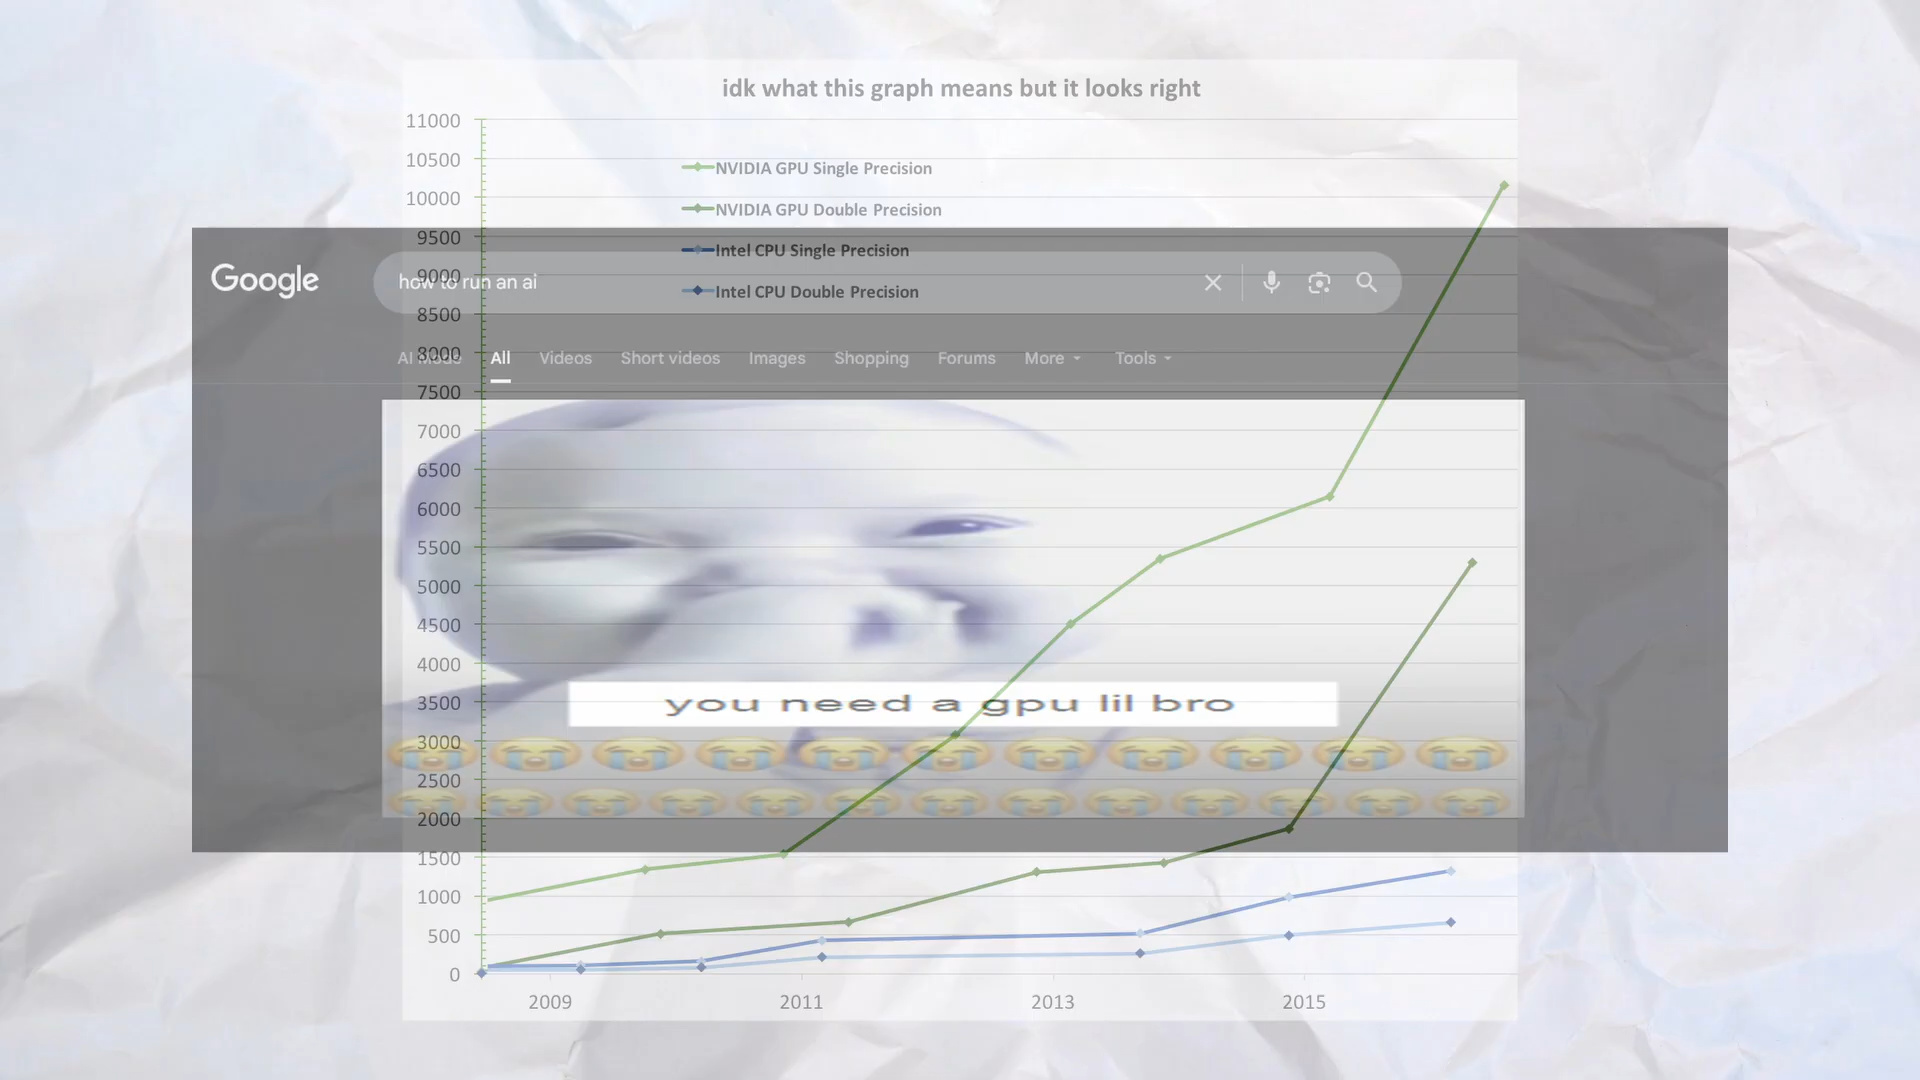 idk what this graph means but it looks right
11000
10500
NVIDIA GPU Single Precision
10000
NVIDIA GPU Double Precision
9500
Intel CPU Single Precision
Google
how to run an ai
9000
Intel CPU Double Precision
8500
AI Mode All Videos Short videos Images Shopping Forums More Tools
8000
7500
7000
6500
6000
5500
5000
4500
4000
3500
you need a gpu lil bro
3000
2500
2000
1500
1000
500
0
2009 2011 2013 2015